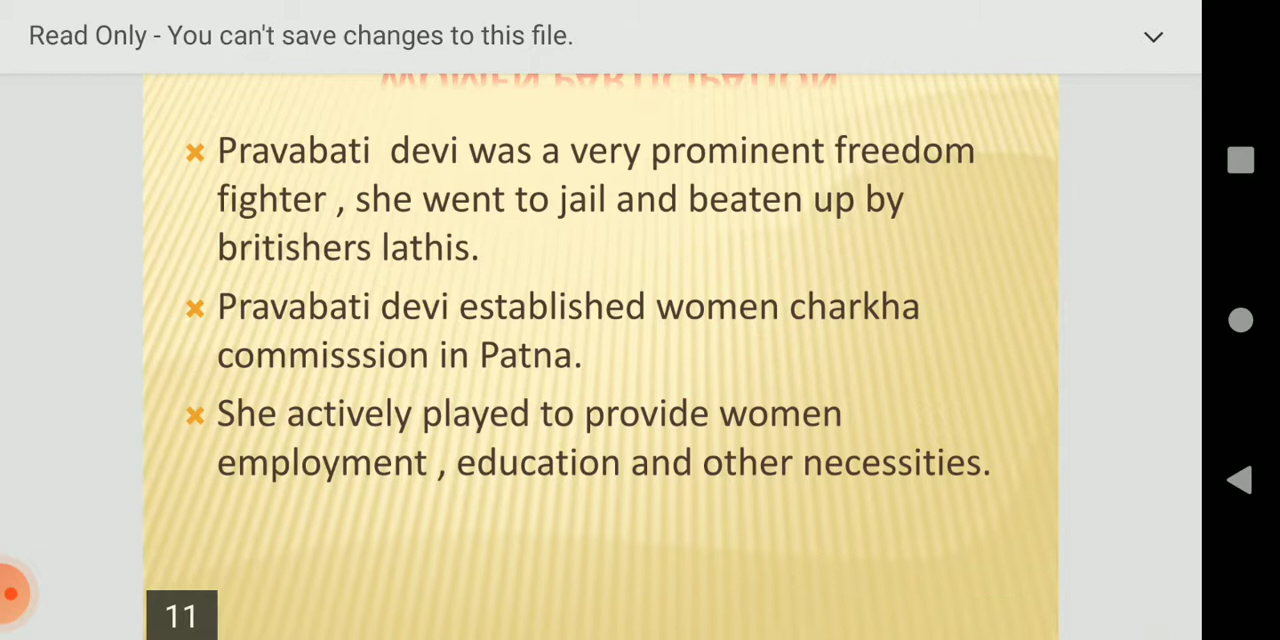 Read Only - You can't save changes to this file.
WOMEN PARTICIPATION
Pravabati devi was a very prominent freedom
fighter , she went to jail and beaten up by
britishers lathis.
Pravabati devi established women charkha
commisssion in Patna.
She actively played to provide women
employment , education and other necessities.
11